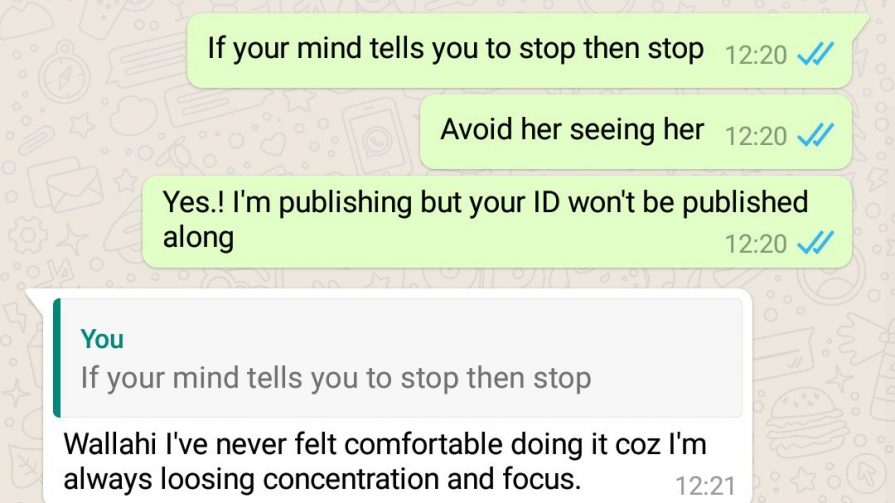 If your mind tells you to stop then stop 12:20
Avoid her seeing her 12:20
Yes.! I'm publishing but your ID won't be published
along 12:20
You
If your mind tells you to stop then stop
Wallahi I've never felt comfortable doing it coz I'm
always loosing concentration and focus. 12:21